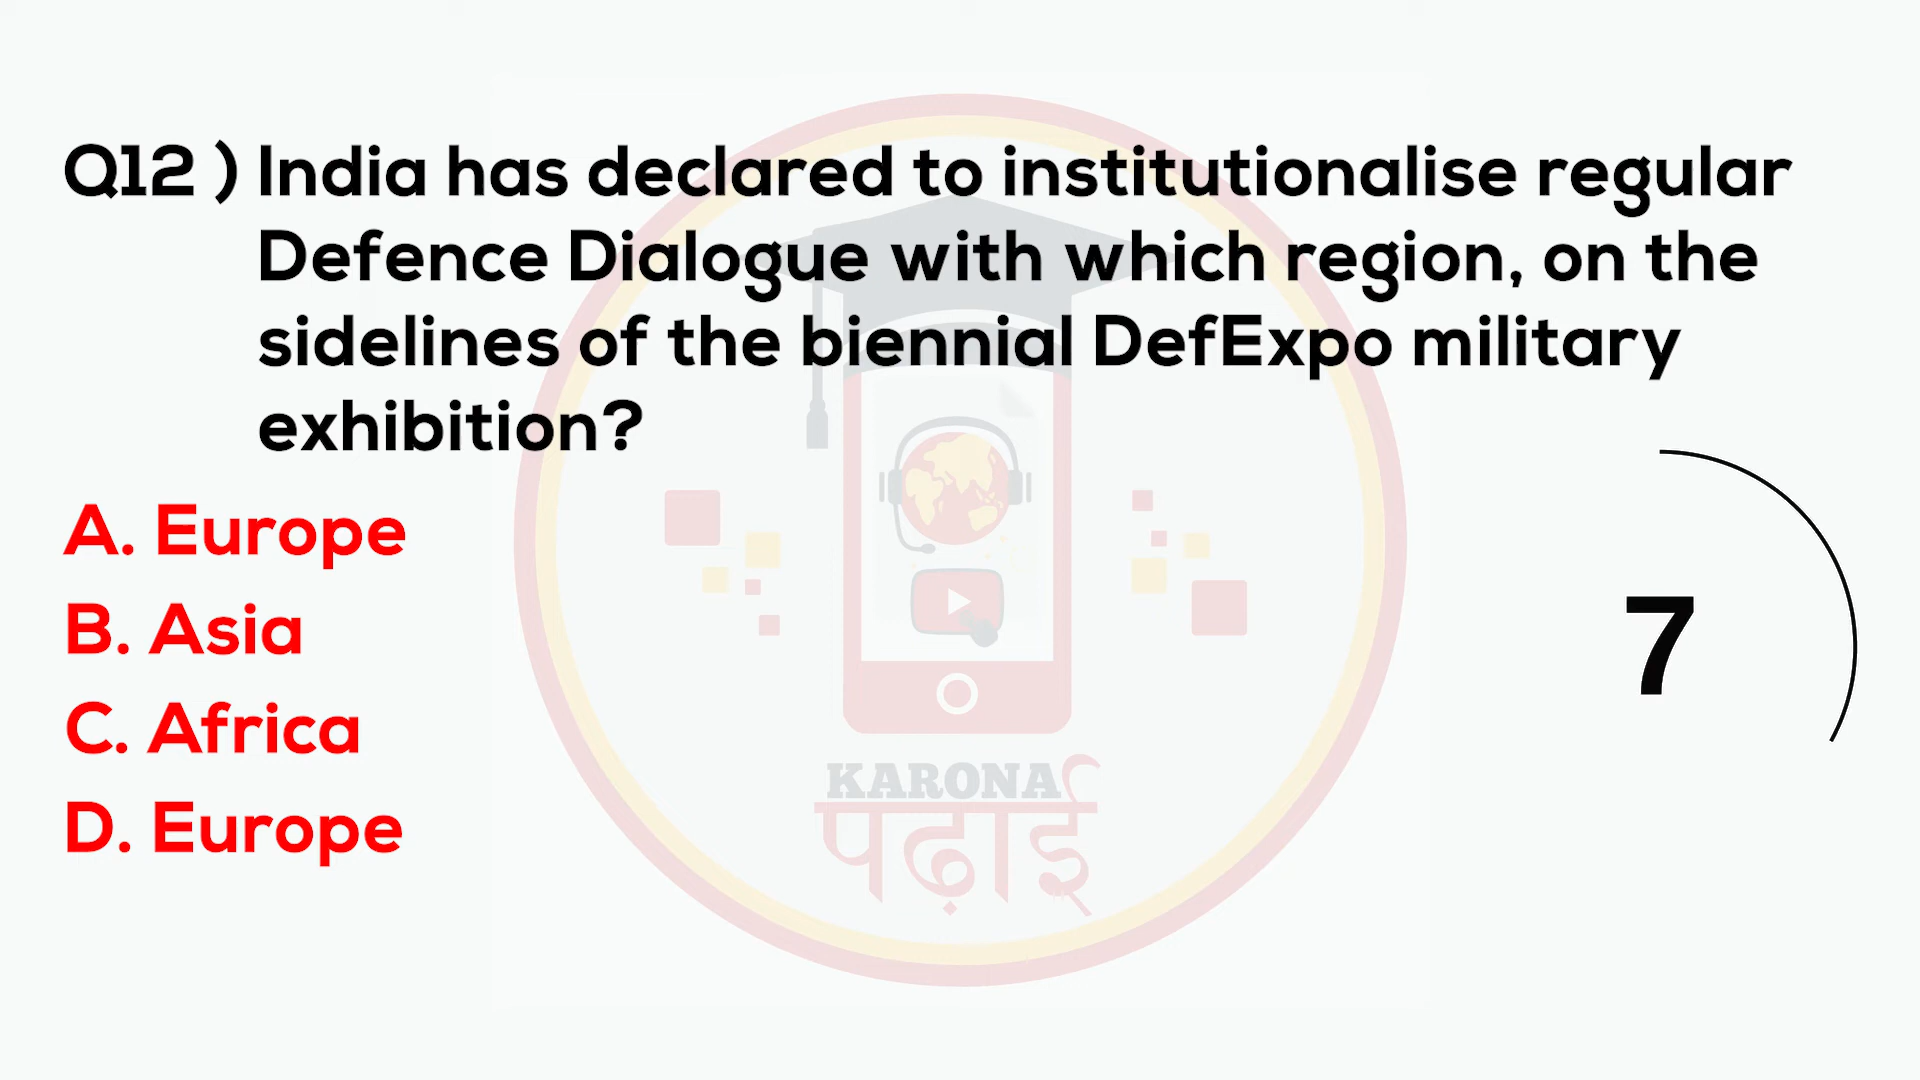 Q12 ) India has declared to institutionalise regular
Defence Dialogue with which region, on the
sidelines of the biennial DefExpo military
exhibition?
A. Europe
B. Asia
C. Africa
D. Europe
7
KARONA
पढ़ाई